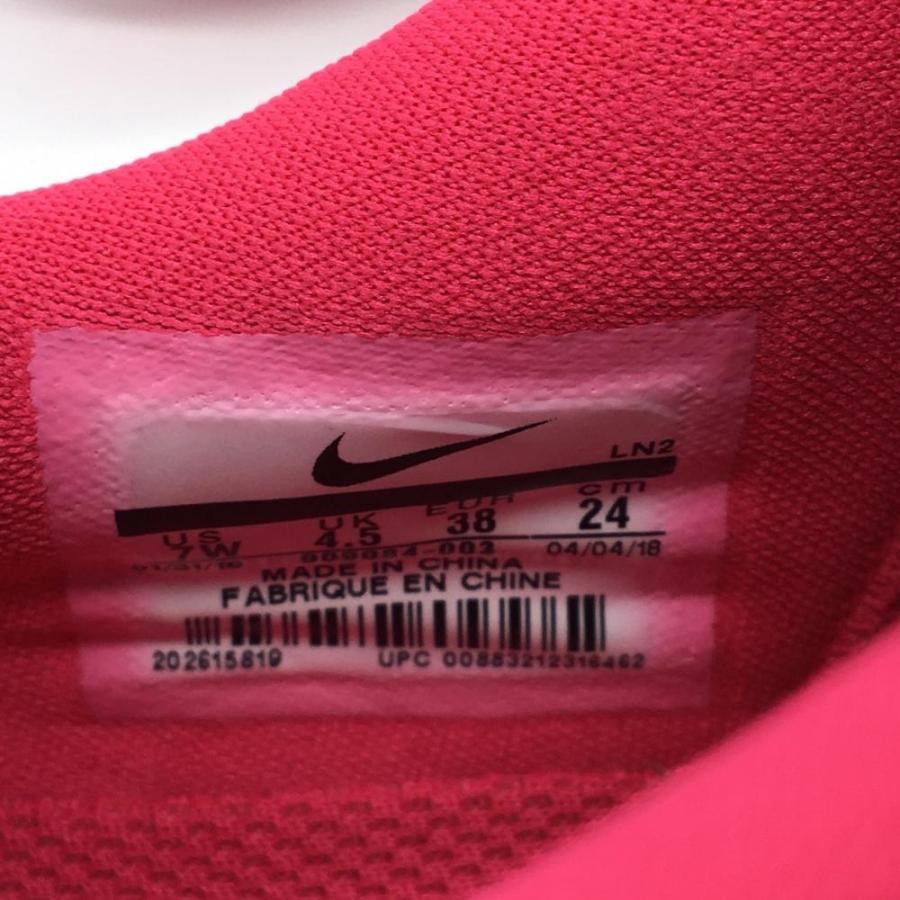 LN2
US UK EUR cm
7W 4.5 38 24
04/04/18
MADE IN CHINA
FABRIQUE EN CHINE
202615819 UPC 00883212316462